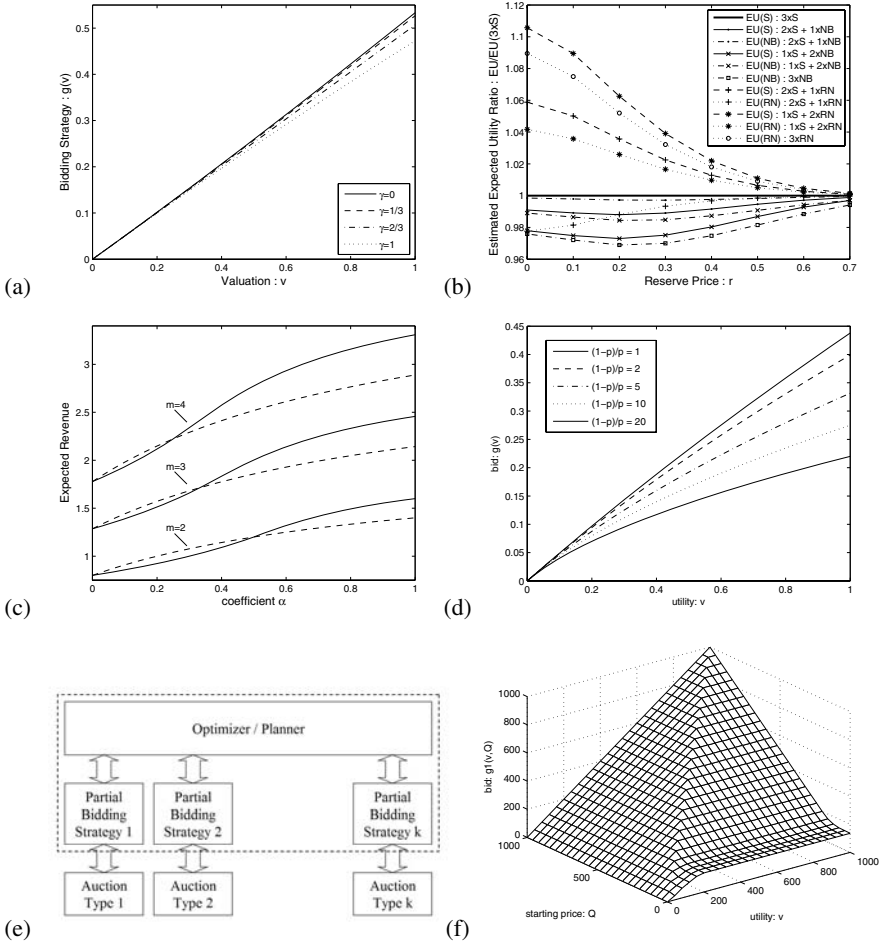 0.5
0.4
0.3
0.2
0.1
0
Bidding Strategy : g(v)
0 0.2 0.4 0.6 0.8 1
Valuation : v
γ=0
γ=1/3
γ=2/3
γ=1
(a)
1.12
1.1
1.08
1.06
1.04
1.02
1
0.98
0.96
Estimated Expected Utility Ratio : EU/EU(3xS)
0.0 0.1 0.2 0.3 0.4 0.5 0.6 0.7
Reserve Price : r
EU(S) : 3xS
EU(S) : 2xS + 1xNB
EU(NB) : 2xS + 1xNB
EU(S) : 1xS + 2xNB
EU(NB) : 1xS + 2xNB
EU(NB) : 3xNB
EU(S) : 2xS + 1xRN
EU(RN) : 2xS + 1xRN
EU(S) : 1xS + 2xRN
EU(RN) : 1xS + 2xRN
EU(RN) : 3xRN
(b)
3
2.5
2
1.5
1
Expected Revenue
m=4
m=3
m=2
0 0.2 0.4 0.6 0.8 1
coefficient α
(c)
0.45
0.4
0.35
0.3
0.25
0.2
0.15
0.1
0.05
0
bid: g(v)
0 0.2 0.4 0.6 0.8 1
utility: v
(1−p)/p = 1
(1−p)/p = 2
(1−p)/p = 5
(1−p)/p = 10
(1−p)/p = 20
(d)
Optimizer / Planner
Partial Bidding Strategy 1
Partial Bidding Strategy 2
Partial Bidding Strategy k
Auction Type 1
Auction Type 2
Auction Type k
(e)
1000
800
600
400
200
0
bid: g1(v,Q)
1000
500
0
starting price: Q
0 200 400 600 800 1000
utility: v
(f)